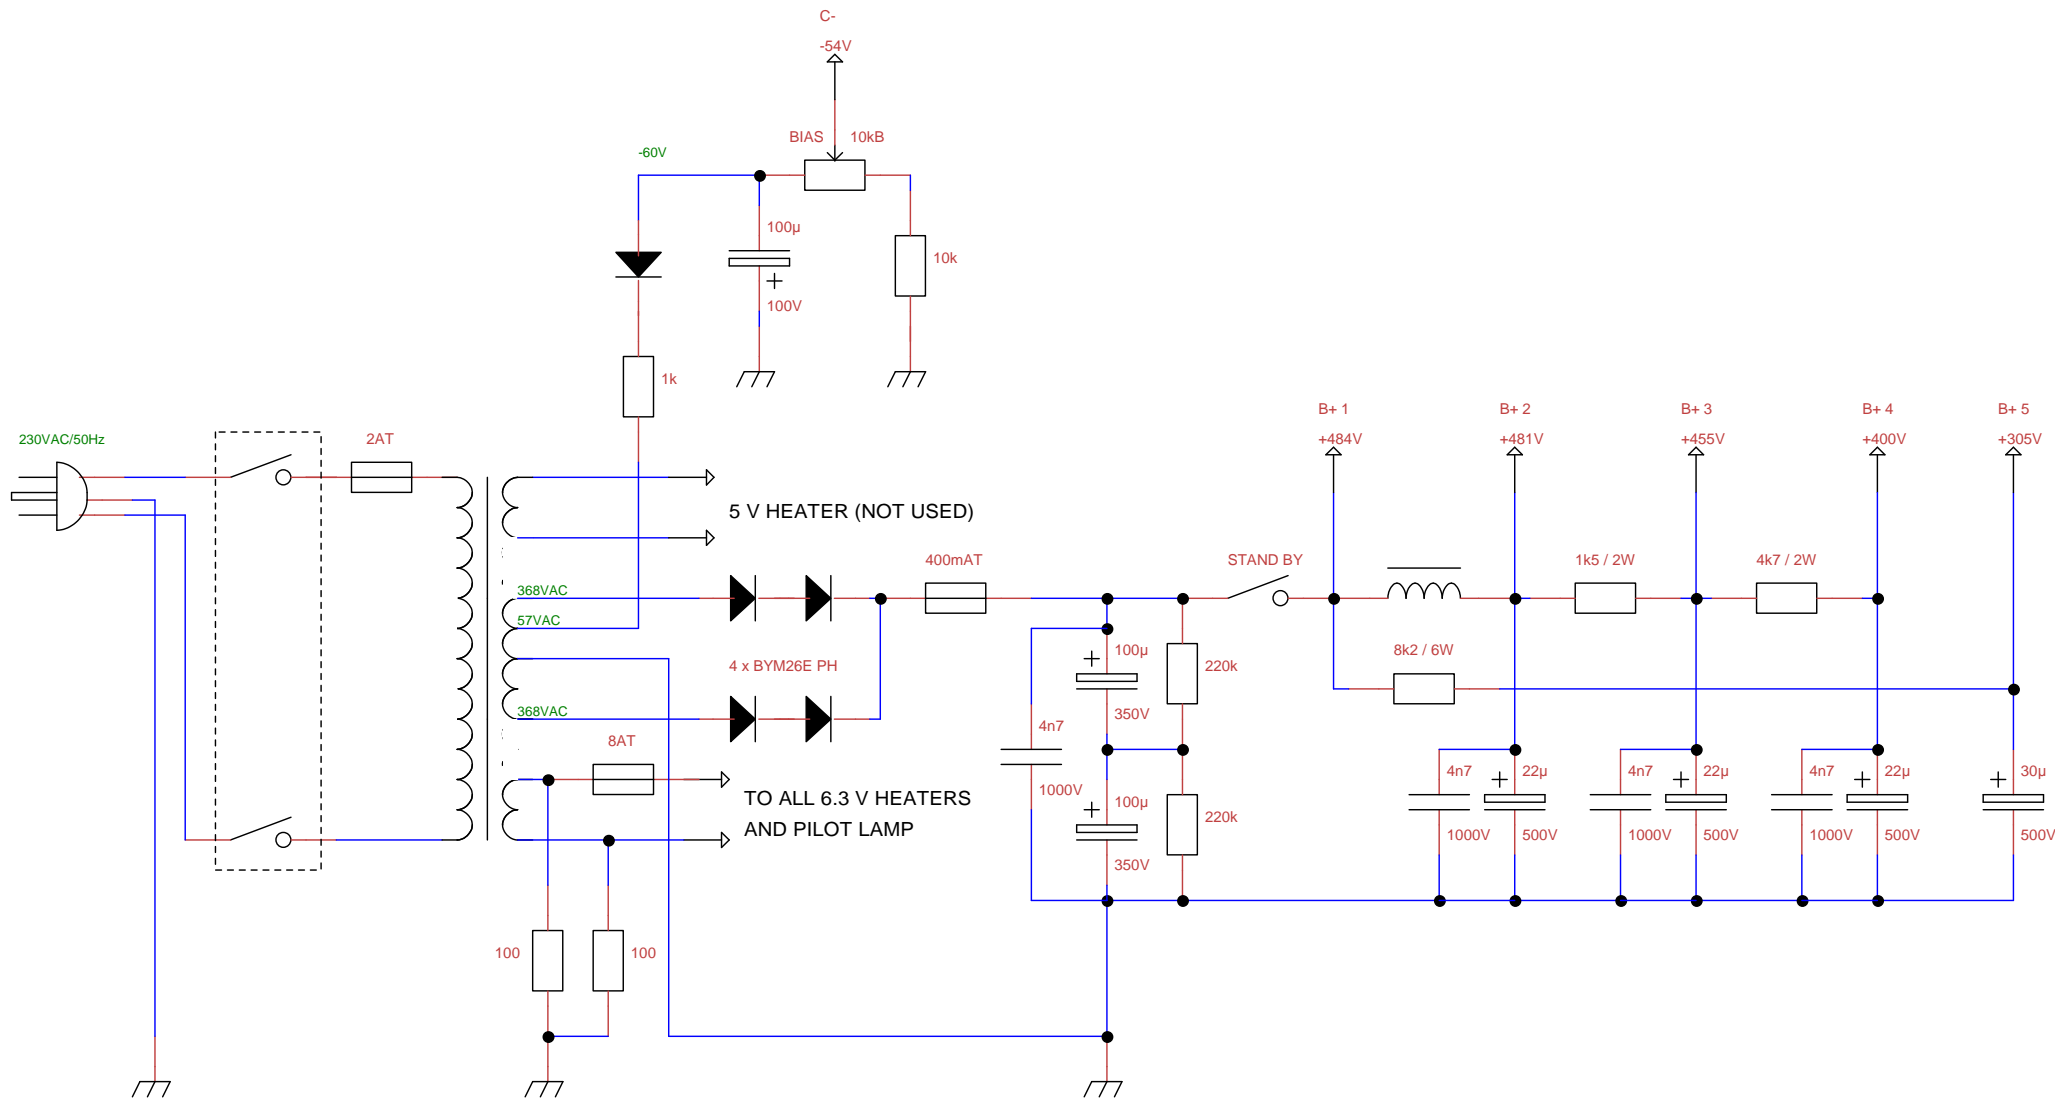 C-
-54V
BIAS 10kB
-60V
100µ
10k
100V
1k
230VAC/50Hz
2AT
B+ 1
B+ 2
B+ 3
B+ 4
B+ 5
+484V
+481V
+455V
+400V
+305V
5 V HEATER (NOT USED)
400mAT
STAND BY
1k5 / 2W
4k7 / 2W
368VAC
57VAC
4 x BYM26E PH
368VAC
100µ
220k
8k2 / 6W
350V
4n7
8AT
1000V
TO ALL 6.3 V HEATERS
AND PILOT LAMP
100µ
220k
350V
4n7
22µ
4n7
22µ
4n7
22µ
30µ
1000V
500V
1000V
500V
1000V
500V
500V
100
100